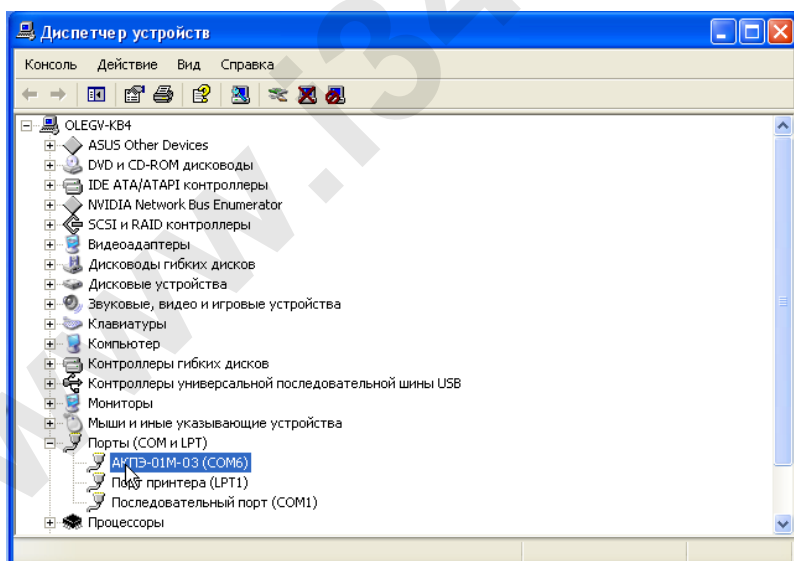 Диспетчер устройств
Консоль Действие Вид Справка
OLEGV-KB4
ASUS Other Devices
DVD и CD-ROM дисководы
IDE ATA/ATAPI контроллеры
NVIDIA Network Bus Enumerator
SCSI и RAID контроллеры
Видеоадаптеры
Дисководы гибких дисков
Дисковые устройства
Звуковые, видео и игровые устройства
Клавиатуры
Компьютер
Контроллеры гибких дисков
Контроллеры универсальной последовательной шины USB
Мониторы
Мыши и иные указывающие устройства
Порты (COM и LPT)
АКПЭ-01М-03 (COM6)
Порт принтера (LPT1)
Последовательный порт (COM1)
Процессоры
www.i34